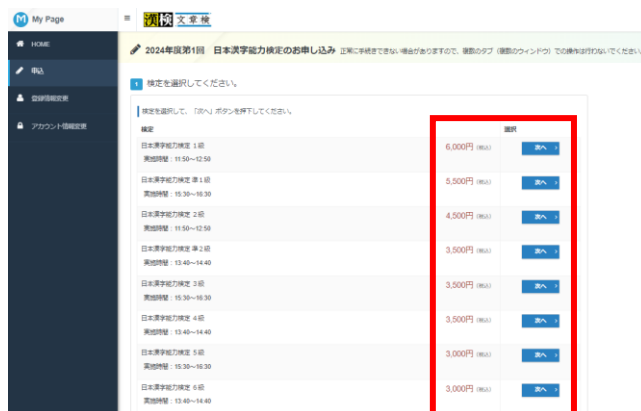 M My Page
漢検 文章検
HOME
申込
登録情報変更
アカウント情報変更
2024年度第1回 日本漢字能力検定のお申し込み 正常に手続きできない場合がありますので、複数のタブ（複数のウィンドウ）での操作は行わないでください。
1 検定を選択してください。
検定を選択して、「次へ」ボタンを押下してください。
検定 選択
日本漢字能力検定 1級 6,000円 (税込) 次へ
実施時間：11:50～12:50
日本漢字能力検定 準1級 5,500円 (税込) 次へ
実施時間：15:30～16:30
日本漢字能力検定 2級 4,500円 (税込) 次へ
実施時間：11:50～12:50
日本漢字能力検定 準2級 3,500円 (税込) 次へ
実施時間：13:40～14:40
日本漢字能力検定 3級 3,500円 (税込) 次へ
実施時間：15:30～16:30
日本漢字能力検定 4級 3,500円 (税込) 次へ
実施時間：13:40～14:40
日本漢字能力検定 5級 3,000円 (税込) 次へ
実施時間：15:30～16:30
日本漢字能力検定 6級 3,000円 (税込) 次へ
実施時間：13:40～14:40